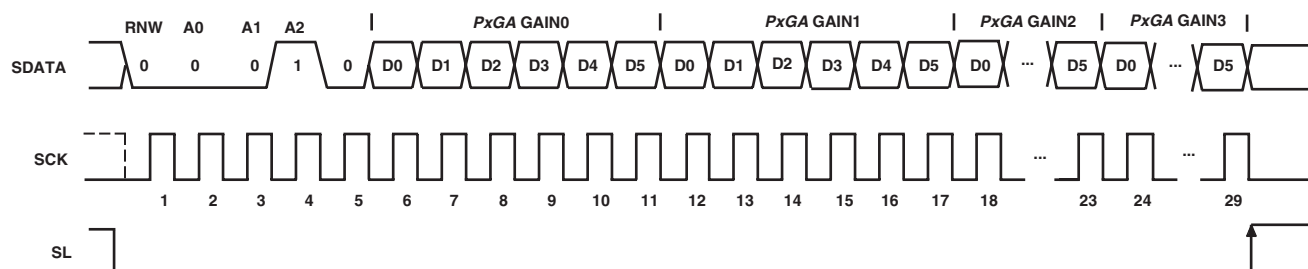 PxGA GAIN0 PxGA GAIN1 PxGA GAIN2 PxGA GAIN3
RNW A0 A1 A2
SDATA 0 0 0 1 0 D0 D1 D2 D3 D4 D5 D0 D1 D2 D3 D4 D5 D0 ... D5 D0 ... D5
SCK ... ...
1 2 3 4 5 6 7 8 9 10 11 12 13 14 15 16 17 18 23 24 29
SL